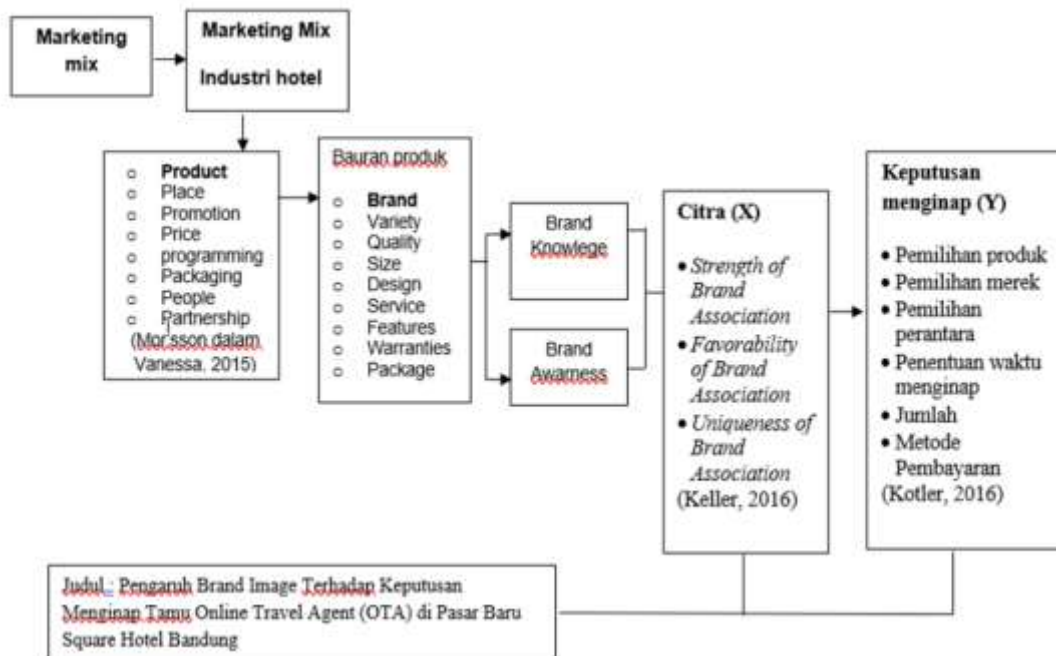 Marketing
mix
Marketing Mix
Industri hotel
Product
Place
Promotion
Price
programming
Packaging
People
Partnership
(Mor'sson dalam
Vanessa, 2015)
Bauran produk
Brand
Variety
Quality
Size
Design
Service
Features
Warranties
Package
Brand
Knowlege
Brand
Awarness
Citra (X)
• Strength of
Brand
Association
• Favorability
of Brand
Association
• Uniqueness of
Brand
Association
(Keller, 2016)
Keputusan
menginap (Y)
• Pemilihan produk
• Pemilihan merek
• Pemilihan
perantara
• Penentuan waktu
menginap
• Jumlah
• Metode
Pembayaran
(Kotler, 2016)
Judul : Pengaruh Brand Image Terhadap Keputusan
Menginap Tamu Online Travel Agent (OTA) di Pasar Baru
Square Hotel Bandung